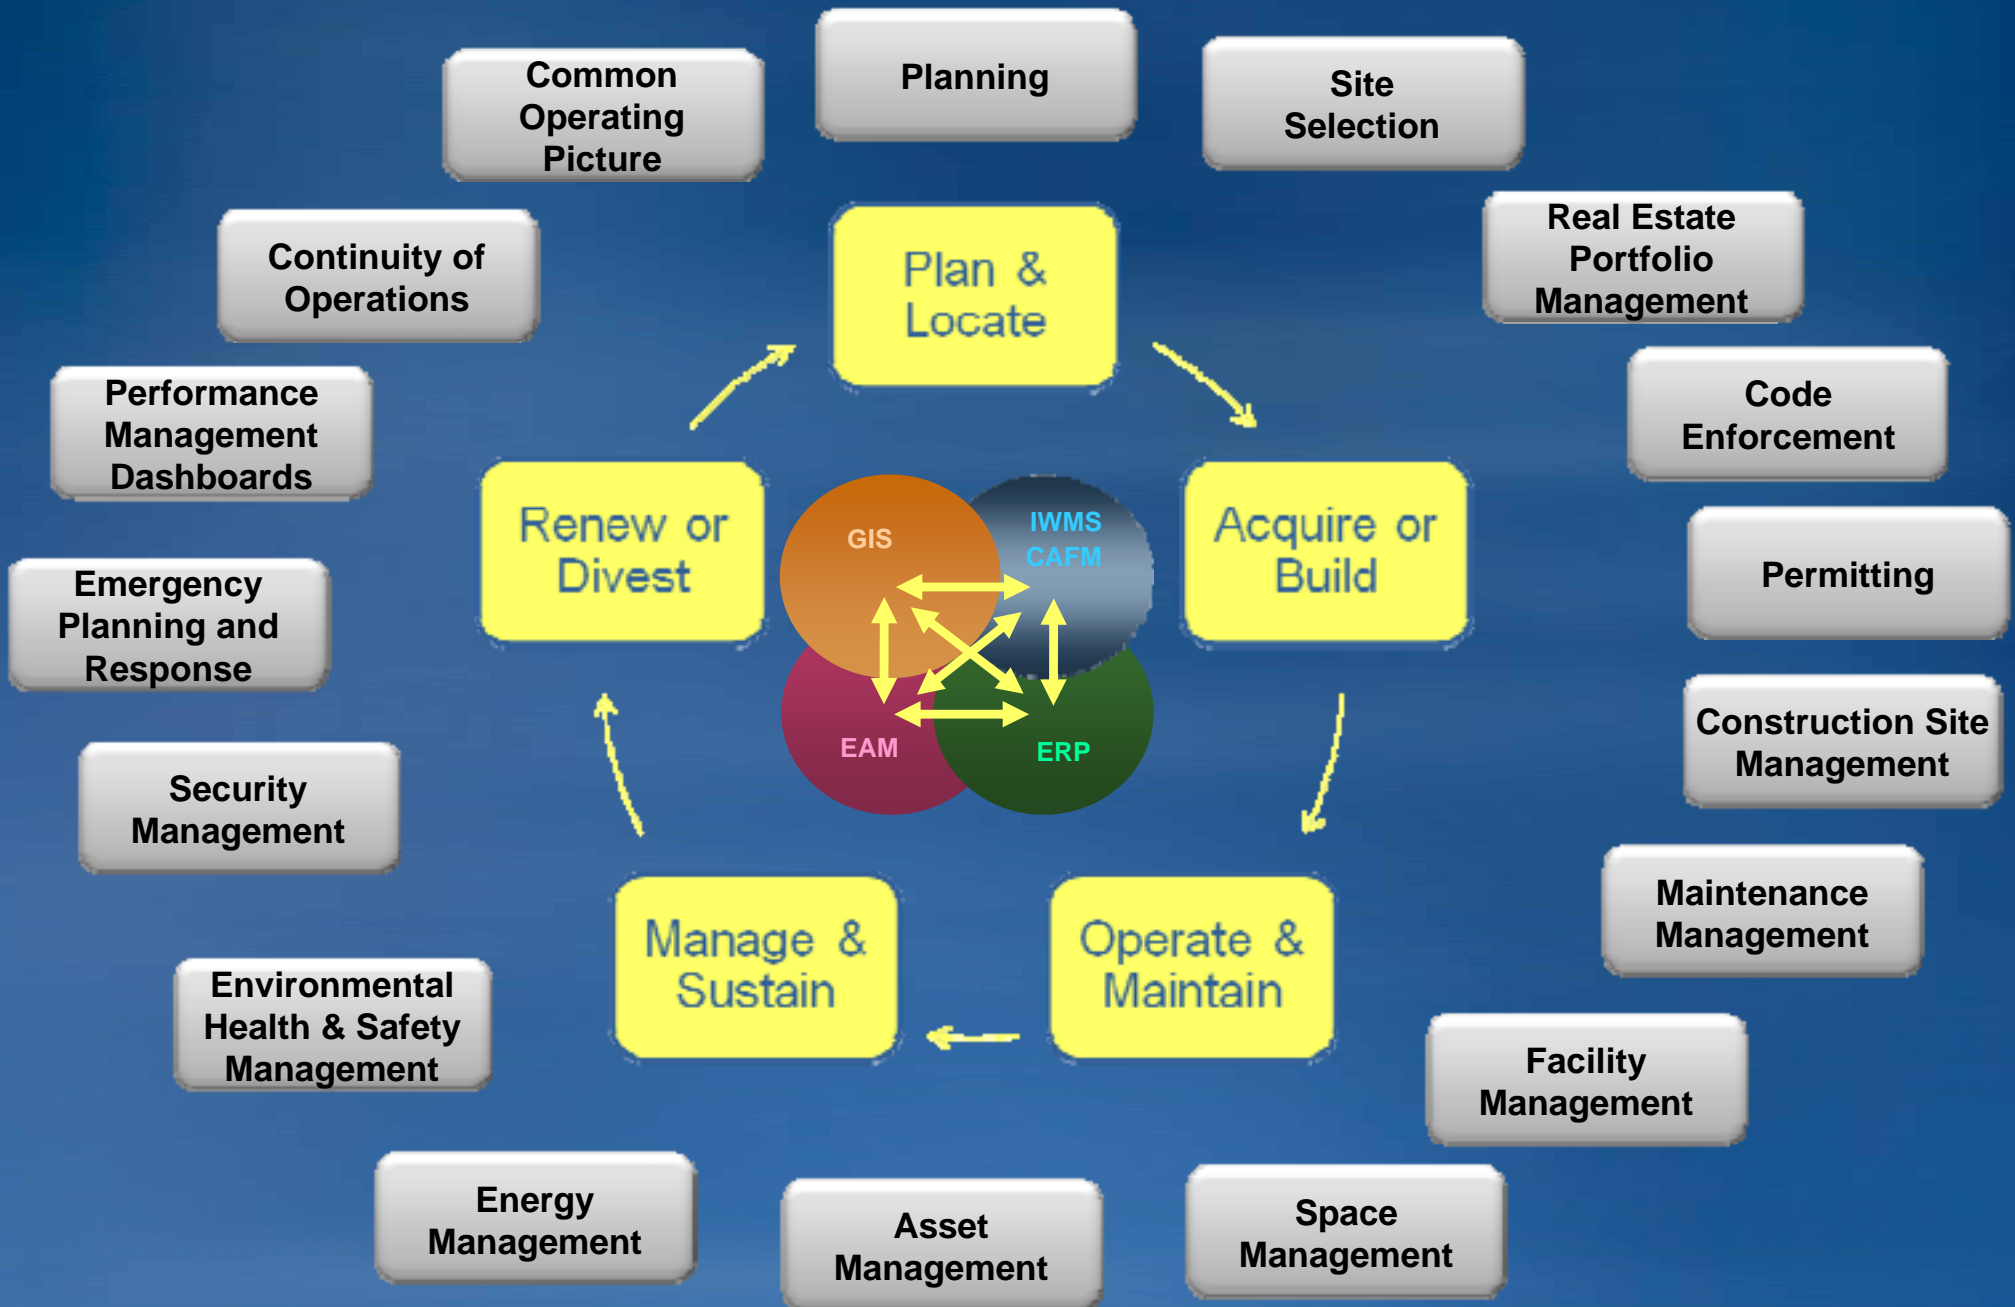 Common
Operating
Picture
Planning
Site
Selection
Real Estate
Portfolio
Management
Continuity of
Operations
Plan &
Locate
Performance
Management
Dashboards
Code
Enforcement
Renew or
Divest
GIS
IWMS
CAFM
Acquire or
Build
Permitting
Emergency
Planning and
Response
EAM
ERP
Construction Site
Management
Security
Management
Maintenance
Management
Manage &
Sustain
Operate &
Maintain
Environmental
Health & Safety
Management
Facility
Management
Energy
Management
Asset
Management
Space
Management